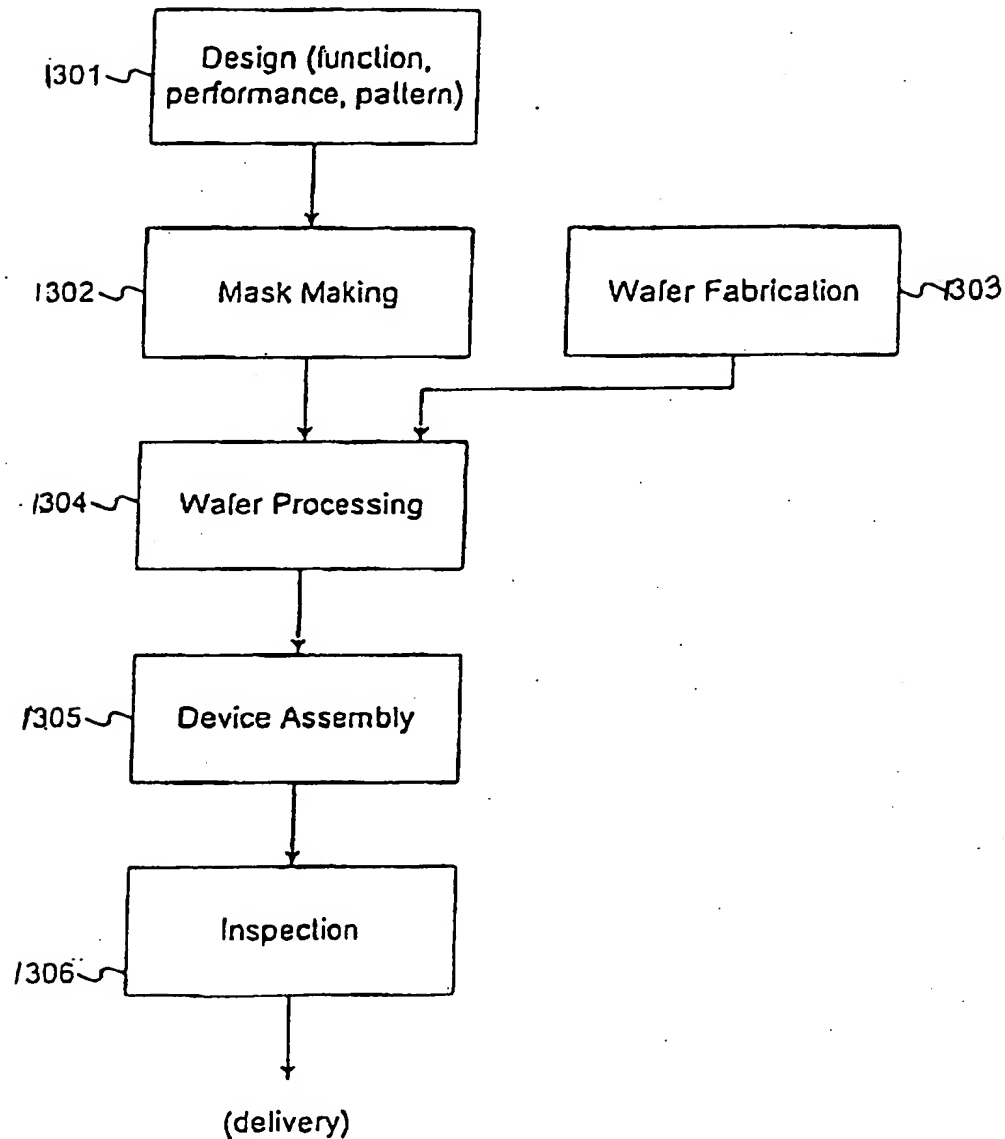 Design (function,
1301
performance, pattern)
1302
Mask Making
Wafer Fabrication
1303
1304
Wafer Processing
1305
Device Assembly
Inspection
1306
(delivery)